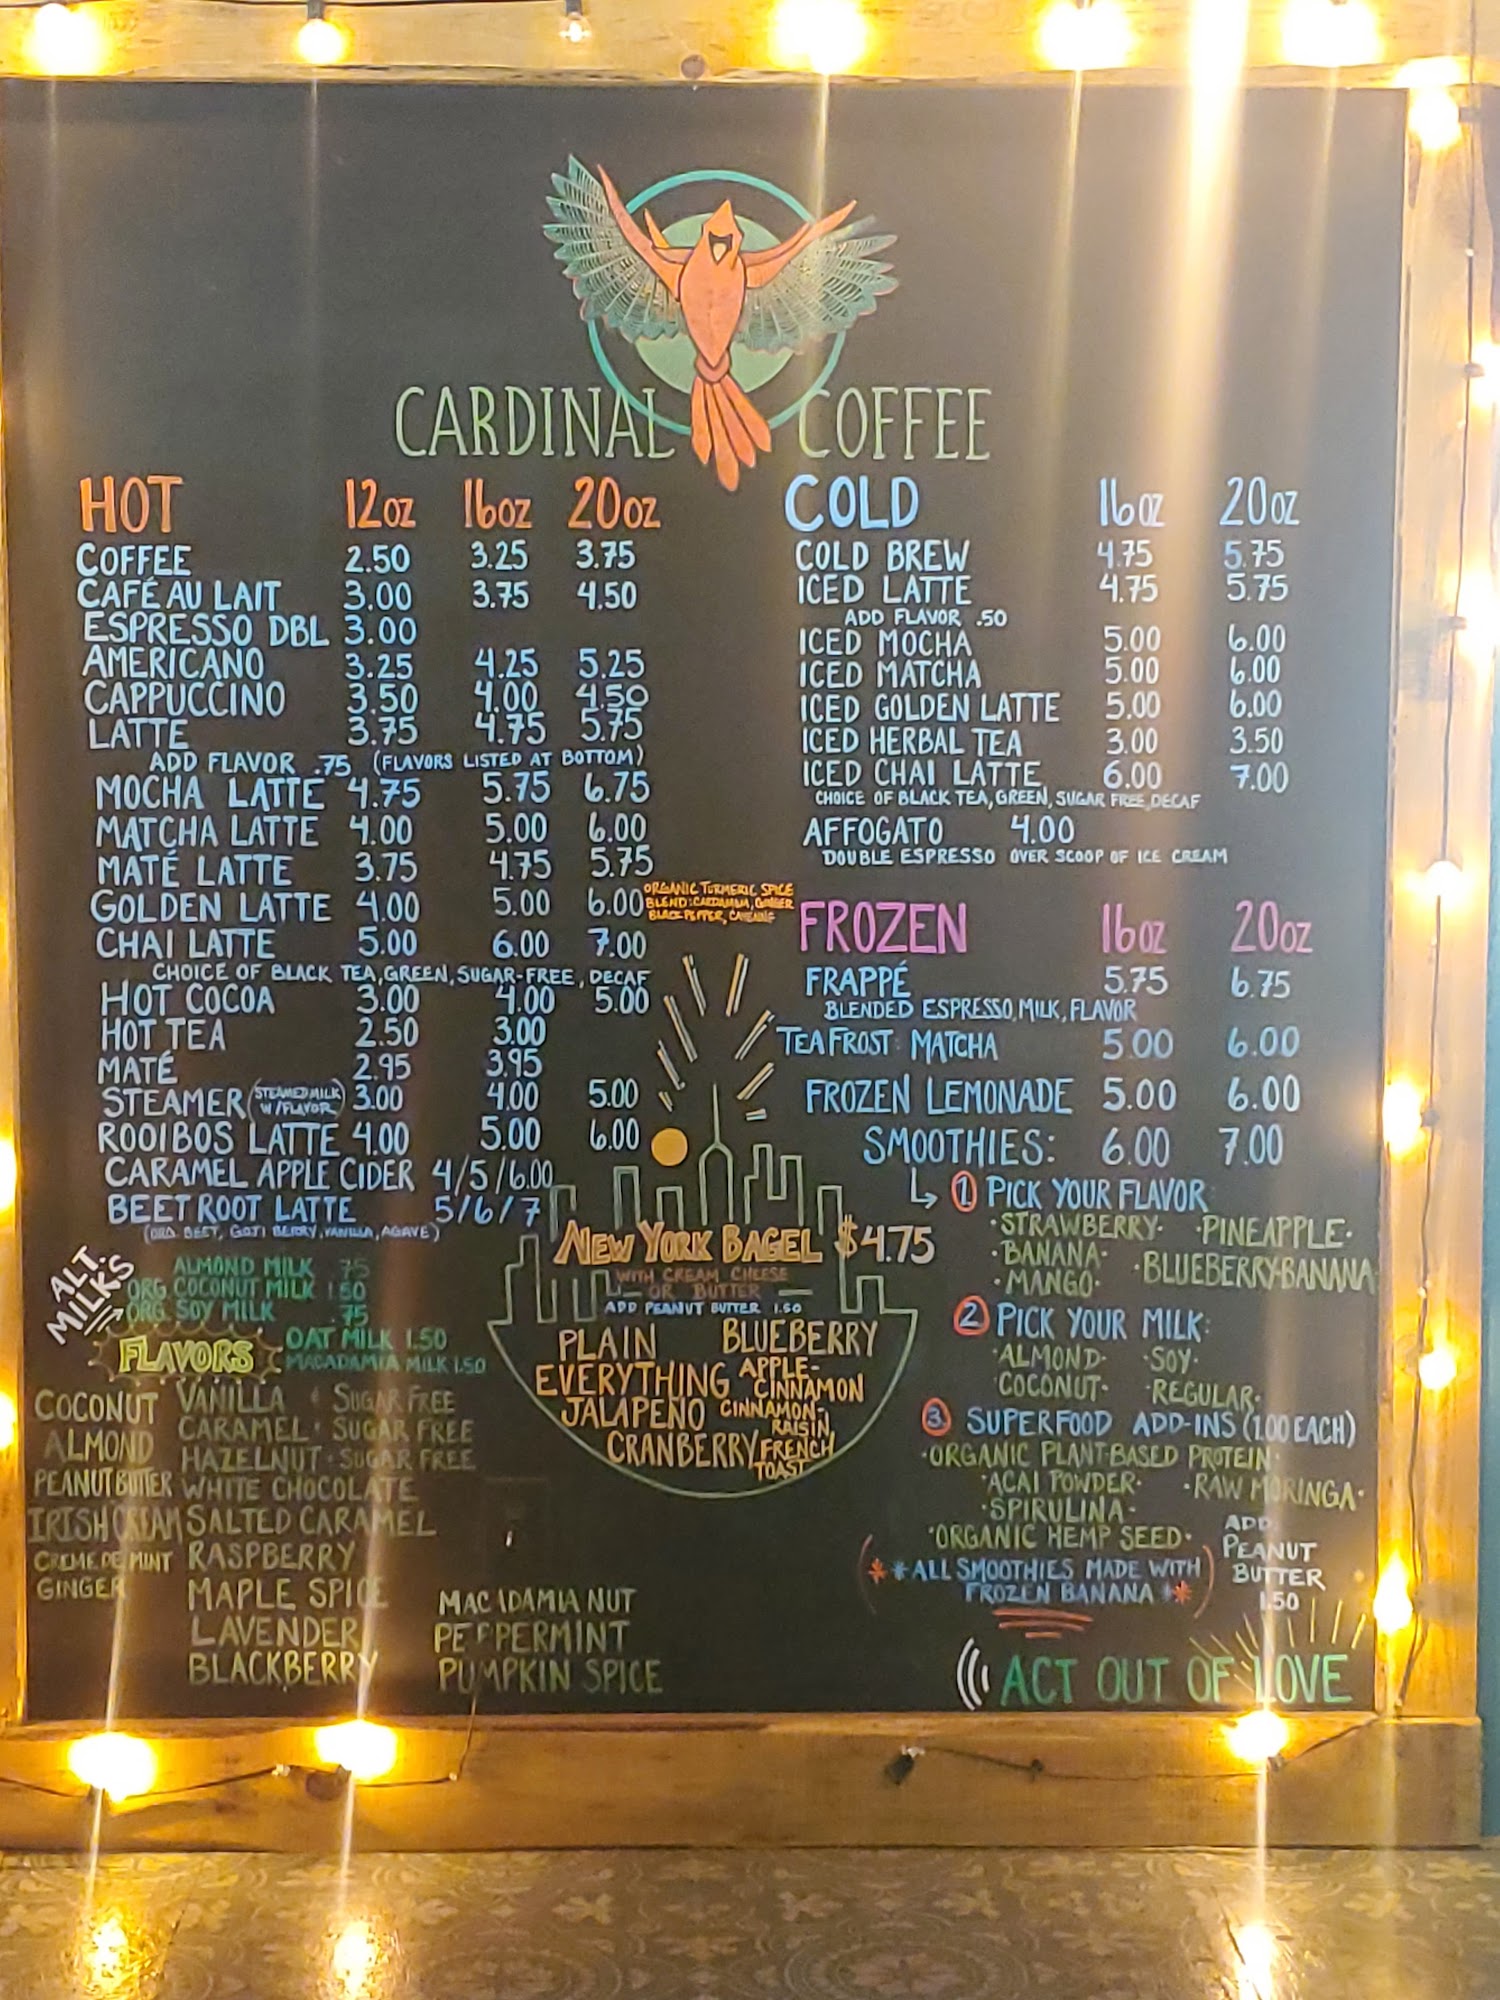 CARDINAL COFFEE
HOT 12oz 16oz 20oz
COFFEE 2.50 3.25 3.75
CAFÉ AU LAIT 3.00 3.75 4.50
ESPRESSO DBL 3.00
AMERICANO 3.25 4.25 5.25
CAPPUCCINO 3.50 4.00 4.50
LATTE 3.75 4.75 5.75
ADD FLAVOR .75 (FLAVORS LISTED AT BOTTOM)
MOCHA LATTE 4.75 5.75 6.75
MATCHA LATTE 4.00 5.00 6.00
MATÉ LATTE 3.75 4.75 5.75
GOLDEN LATTE 4.00 5.00 6.00
ORGANIC TURMERIC SPICE
BLEND: CARDAMOM, GINGER
BLACK PEPPER, CAYENNE
CHAI LATTE 5.00 6.00 7.00
CHOICE OF BLACK TEA, GREEN, SUGAR-FREE, DECAF
HOT COCOA 3.00 4.00 5.00
HOT TEA 2.50 3.00
MATÉ 2.95 3.95
STEAMER (STEAMED MILK W/FLAVOR) 3.00 4.00 5.00
ROOIBOS LATTE 4.00 5.00 6.00
CARAMEL APPLE CIDER 4/5/6.00
BEETROOT LATTE 5/6/7
(ORG. BEET, GOJI BERRY, VANILLA, AGAVE)
ALT. MILKS
ALMOND MILK .75
ORG. COCONUT MILK 1.50
ORG. SOY MILK .75
OAT MILK 1.50
MACADAMIA MILK 1.50
FLAVORS
COCONUT
ALMOND
PEANUT BUTTER
IRISH CREAM
CREME DE MINT
GINGER
VANILLA & SUGAR FREE
CARAMEL · SUGAR FREE
HAZELNUT · SUGAR FREE
WHITE CHOCOLATE
SALTED CARAMEL
RASPBERRY
MAPLE SPICE
LAVENDER
BLACKBERRY
MACADAMIA NUT
PEPPERMINT
PUMPKIN SPICE
NEW YORK BAGEL $4.75
WITH CREAM CHEESE
OR BUTTER
ADD PEANUT BUTTER 1.50
PLAIN
EVERYTHING
JALAPEÑO
CRANBERRY
BLUEBERRY
APPLE-
CINNAMON
CINNAMON-
RAISIN
FRENCH
TOAST
COLD 16oz 20oz
COLD BREW 4.75 5.75
ICED LATTE 4.75 5.75
ADD FLAVOR .50
ICED MOCHA 5.00 6.00
ICED MATCHA 5.00 6.00
ICED GOLDEN LATTE 5.00 6.00
ICED HERBAL TEA 3.00 3.50
ICED CHAI LATTE 6.00 7.00
CHOICE OF BLACK TEA, GREEN, SUGAR FREE, DECAF
AFFOGATO 4.00
DOUBLE ESPRESSO OVER SCOOP OF ICE CREAM
FROZEN 16oz 20oz
FRAPPÉ 5.75 6.75
BLENDED ESPRESSO, MILK, FLAVOR
TEA FROST: MATCHA 5.00 6.00
FROZEN LEMONADE 5.00 6.00
SMOOTHIES: 6.00 7.00
① PICK YOUR FLAVOR
·STRAWBERRY· ·PINEAPPLE·
·BANANA· ·BLUEBERRY-BANANA
·MANGO·
② PICK YOUR MILK:
·ALMOND· ·SOY·
·COCONUT· ·REGULAR·
③ SUPERFOOD ADD-INS (1.00 EACH)
·ORGANIC PLANT-BASED PROTEIN·
·ACAI POWDER· ·RAW MORINGA·
·SPIRULINA·
·ORGANIC HEMP SEED·
ADD
PEANUT
BUTTER
1.50
(**ALL SMOOTHIES MADE WITH
FROZEN BANANA**)
ACT OUT OF LOVE